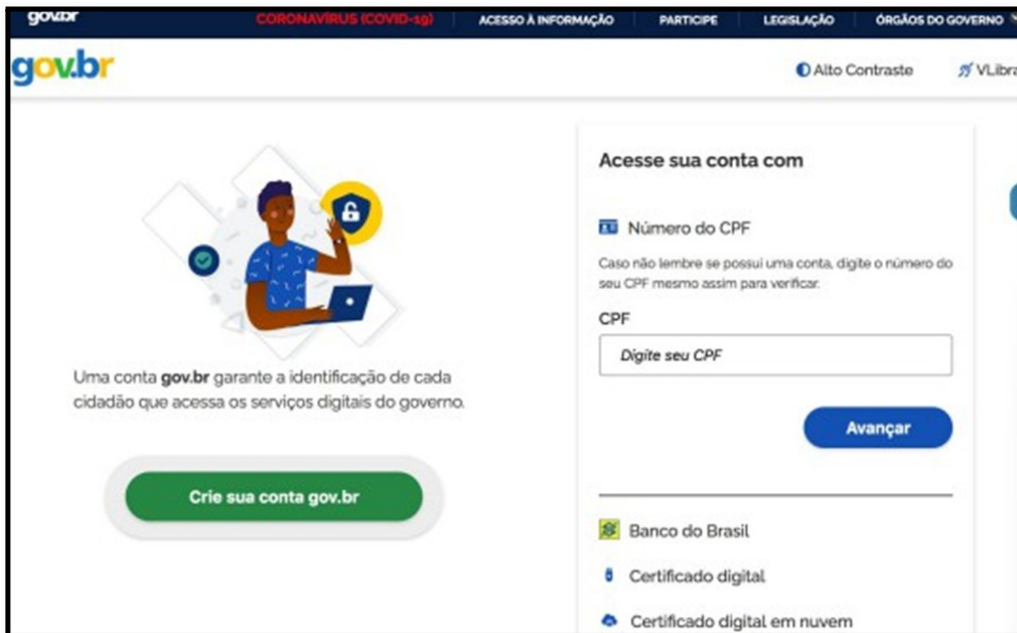 gov.br
CORONAVÍRUS (COVID-19)
ACESSO À INFORMAÇÃO
PARTICIPE
LEGISLAÇÃO
ÓRGÃOS DO GOVERNO
gov.br
Alto Contraste
VLibra
Uma conta gov.br garante a identificação de cada
cidadão que acessa os serviços digitais do governo.
Crie sua conta gov.br
Acesse sua conta com
Número do CPF
Caso não lembre se possui uma conta, digite o número do
seu CPF mesmo assim para verificar.
CPF
Digite seu CPF
Avançar
Banco do Brasil
Certificado digital
Certificado digital em nuvem